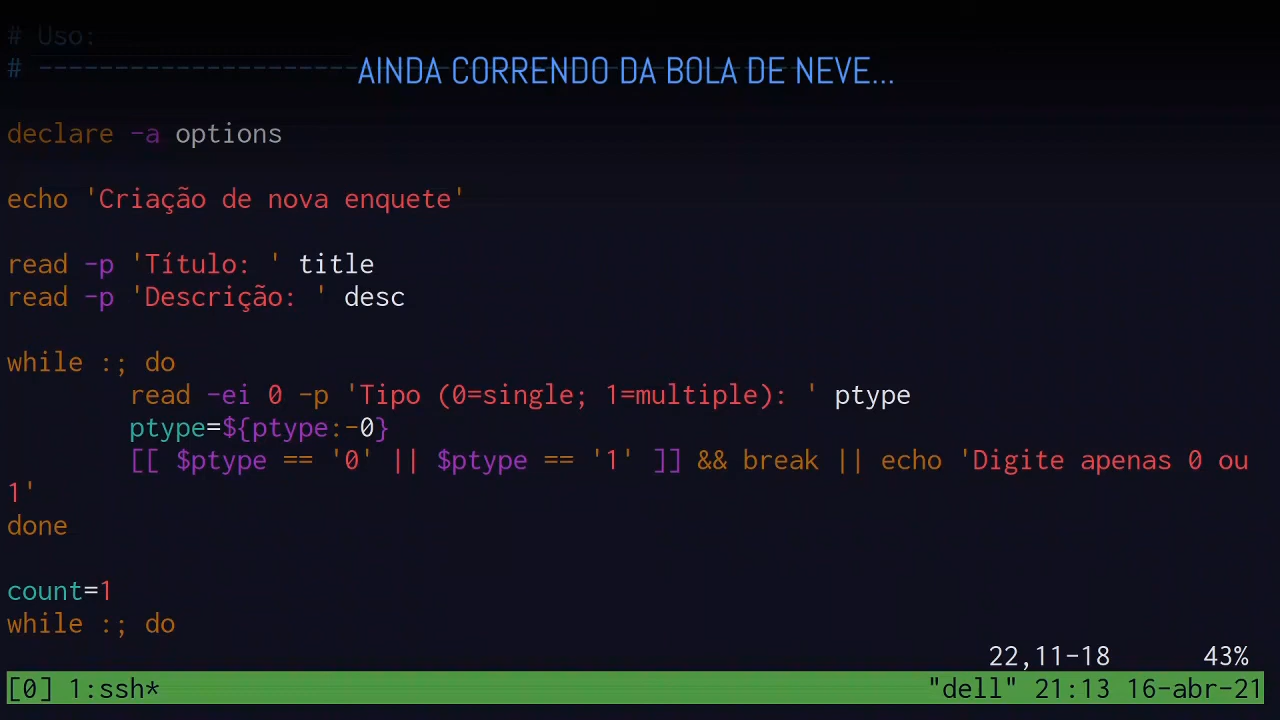 # Uso:
# -----------------------
AINDA CORRENDO DA BOLA DE NEVE...
declare -a options
echo 'Criação de nova enquete'
read -p 'Título: ' title
read -p 'Descrição: ' desc
while :; do
read -ei 0 -p 'Tipo (0=single; 1=multiple): ' ptype
ptype=${ptype:-0}
[[ $ptype == '0' || $ptype == '1' ]] && break || echo 'Digite apenas 0 ou
1'
done
count=1
while :; do
22,11-18 43%
[0] 1:ssh* "dell" 21:13 16-abr-21